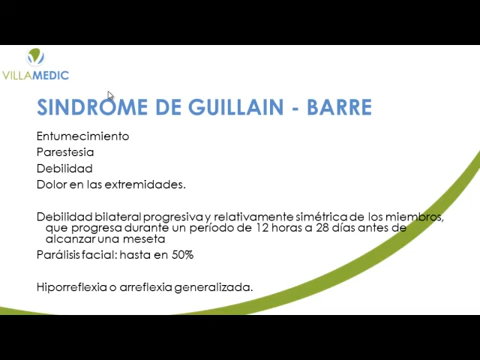 VILLAMEDIC
SINDROME DE GUILLAIN - BARRE
Entumecimiento
Parestesia
Debilidad
Dolor en las extremidades.
Debilidad bilateral progresiva y relativamente simétrica de los miembros,
que progresa durante un período de 12 horas a 28 días antes de
alcanzar una meseta
Parálisis facial: hasta en 50%
Hiporreflexia o arreflexia generalizada.